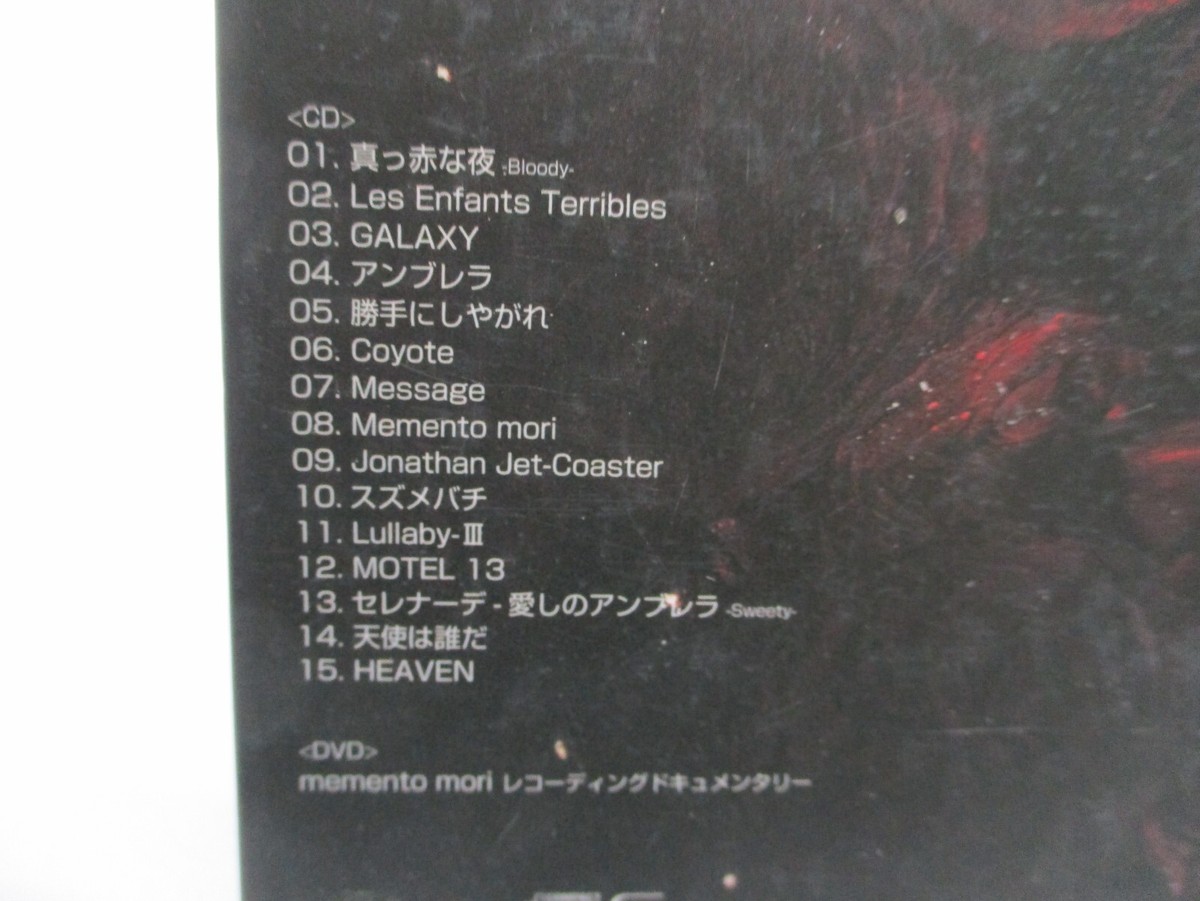 <CD>
01. 真っ赤な夜 -Bloody-
02. Les Enfants Terribles
03. GALAXY
04. アンブレラ
05. 勝手にしやがれ
06. Coyote
07. Message
08. Memento mori
09. Jonathan Jet-Coaster
10. スズメバチ
11. Lullaby-Ⅲ
12. MOTEL 13
13. セレナーデ - 愛しのアンブレラ -Sweety-
14. 天使は誰だ
15. HEAVEN
<DVD>
memento mori レコーディングドキュメンタリー